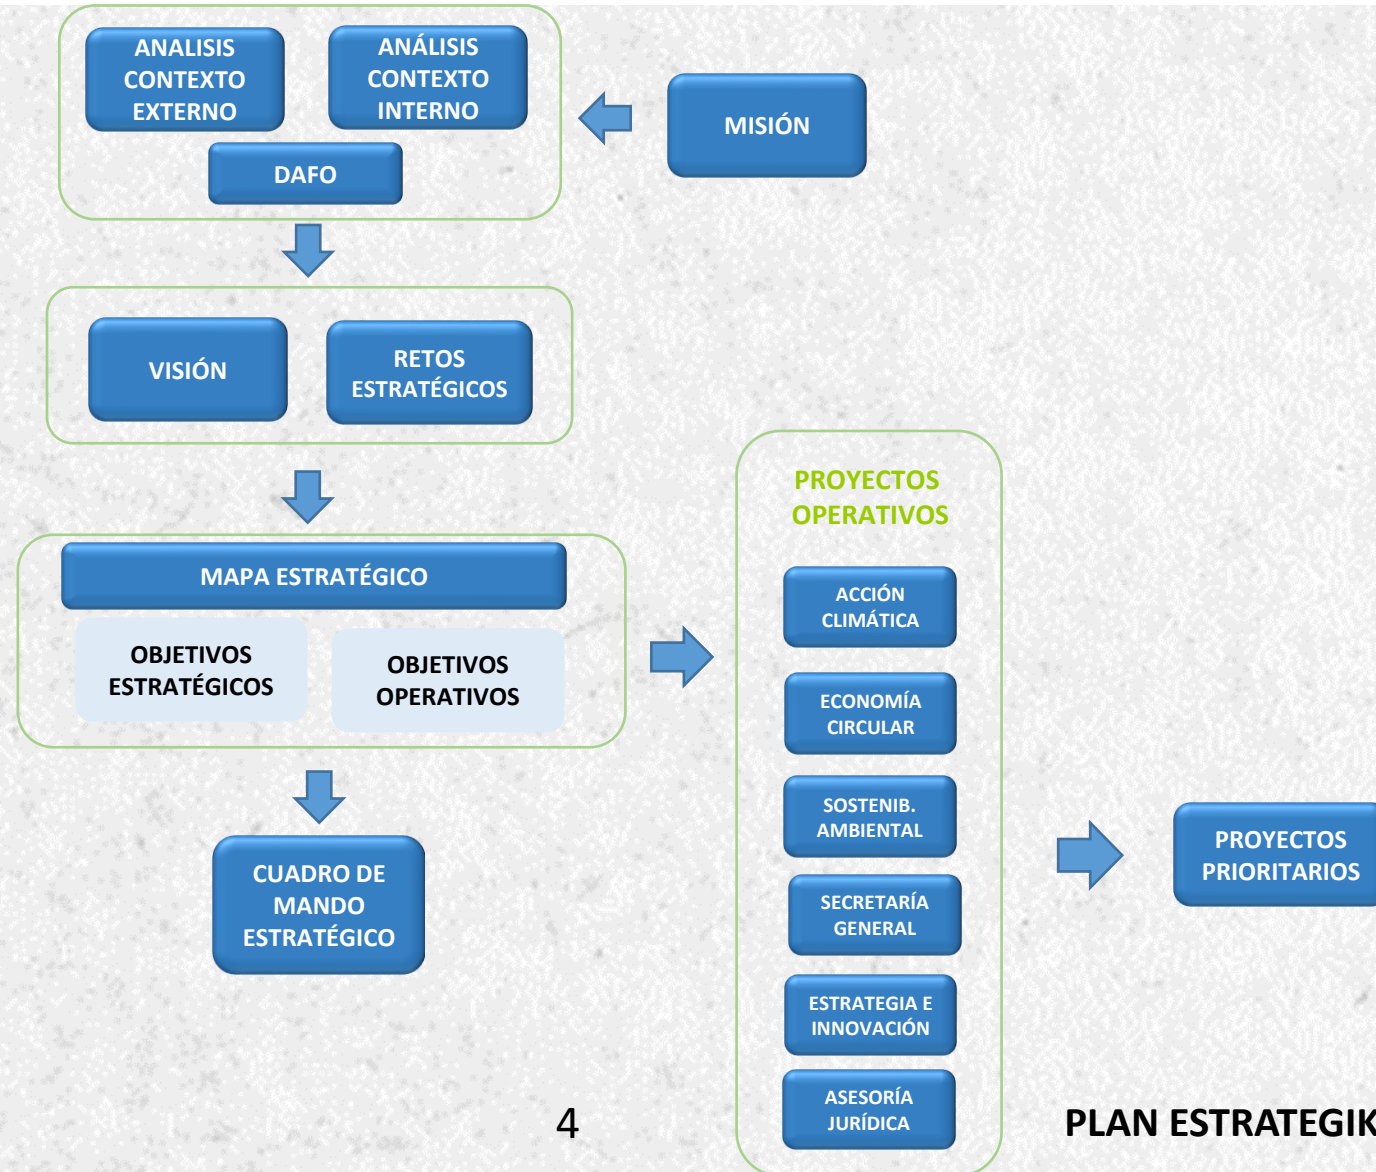 ANALISIS
CONTEXTO
EXTERNO
ANÁLISIS
CONTEXTO
INTERNO
DAFO
MISIÓN
VISIÓN
RETOS
ESTRATÉGICOS
MAPA ESTRATÉGICO
OBJETIVOS
ESTRATÉGICOS
OBJETIVOS
OPERATIVOS
CUADRO DE
MANDO
ESTRATÉGICO
PROYECTOS
OPERATIVOS
ACCIÓN
CLIMÁTICA
ECONOMÍA
CIRCULAR
SOSTENIB.
AMBIENTAL
SECRETARÍA
GENERAL
ESTRATEGIA E
INNOVACIÓN
ASESORÍA
JURÍDICA
PROYECTOS
PRIORITARIOS
4
PLAN ESTRATEGIK